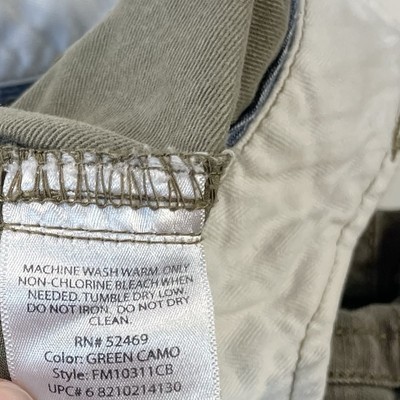 MACHINE WASH WARM. ONLY
NON-CHLORINE BLEACH WHEN
NEEDED. TUMBLE DRY LOW.
DO NOT IRON. DO NOT DRY
CLEAN.
RN# 52469
Color: GREEN CAMO
Style: FM10311CB
UPC# 6 8210214130